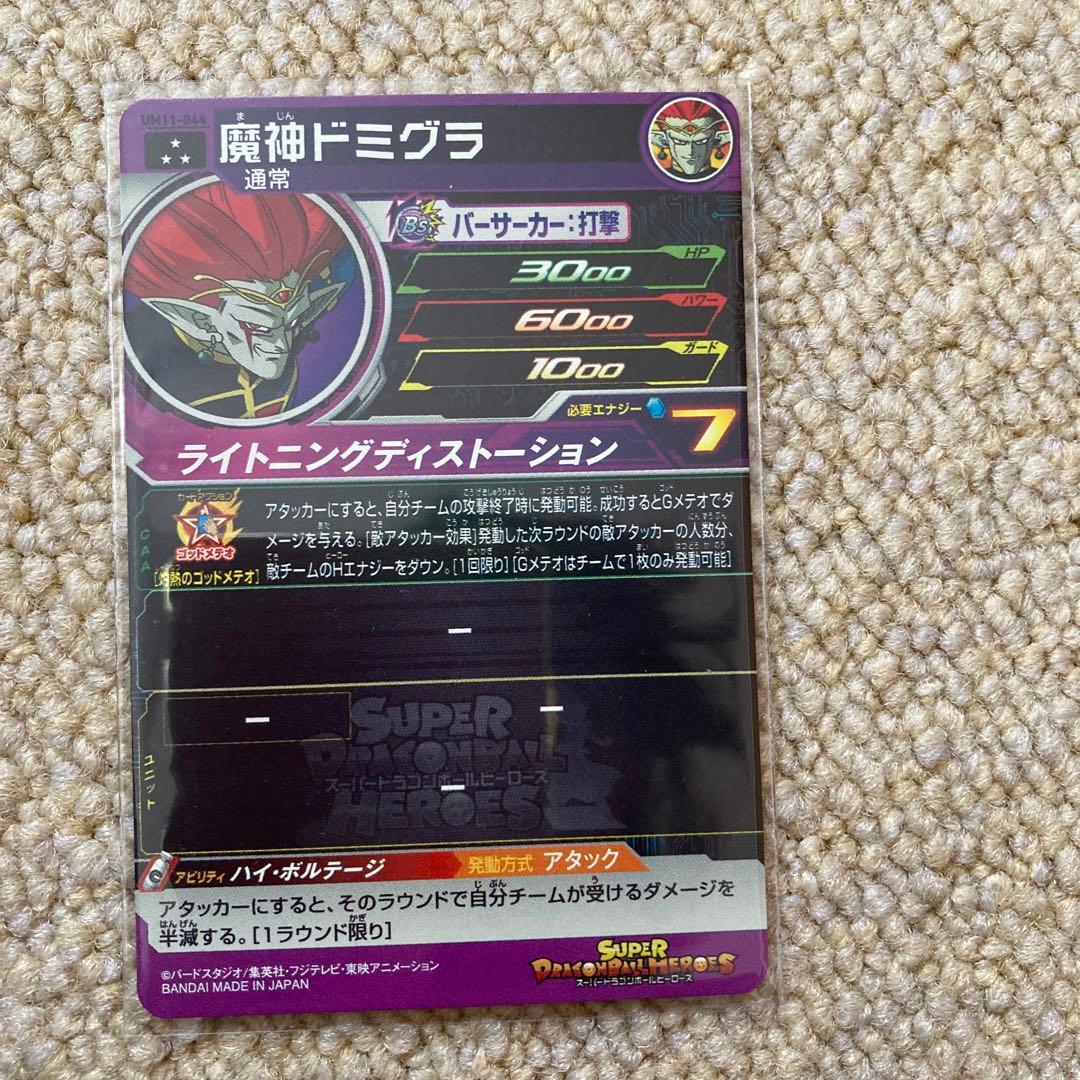 UM11-044
魔神ドミグラ
通常
Bs バーサーカー:打撃
HP
3000
パワー
6000
ガード
1000
必要エナジー 7
ライトニングディストーション
カードアクション
ゴッドメテオ
CAA
アタッカーにすると、自分チームの攻撃終了時に発動可能。成功するとGメテオでダ
メージを与える。[敵アタッカー効果]発動した次ラウンドの敵アタッカーの人数分、
[灼熱のゴッドメテオ] 敵チームのHエナジーをダウン。[1回限り][Gメテオはチームで1枚のみ発動可能]
ー
ー ー
ー
ユニット
SUPER
DRAGONBALL
スーパードラゴンボールヒーローズ
HEROES
アビリティ ハイ・ボルテージ 発動方式 アタック
アタッカーにすると、そのラウンドで自分チームが受けるダメージを
半減する。[1ラウンド限り]
©バードスタジオ/集英社・フジテレビ・東映アニメーション
BANDAI MADE IN JAPAN
SUPER
DRAGONBALL HEROES
スーパードラゴンボールヒーローズ